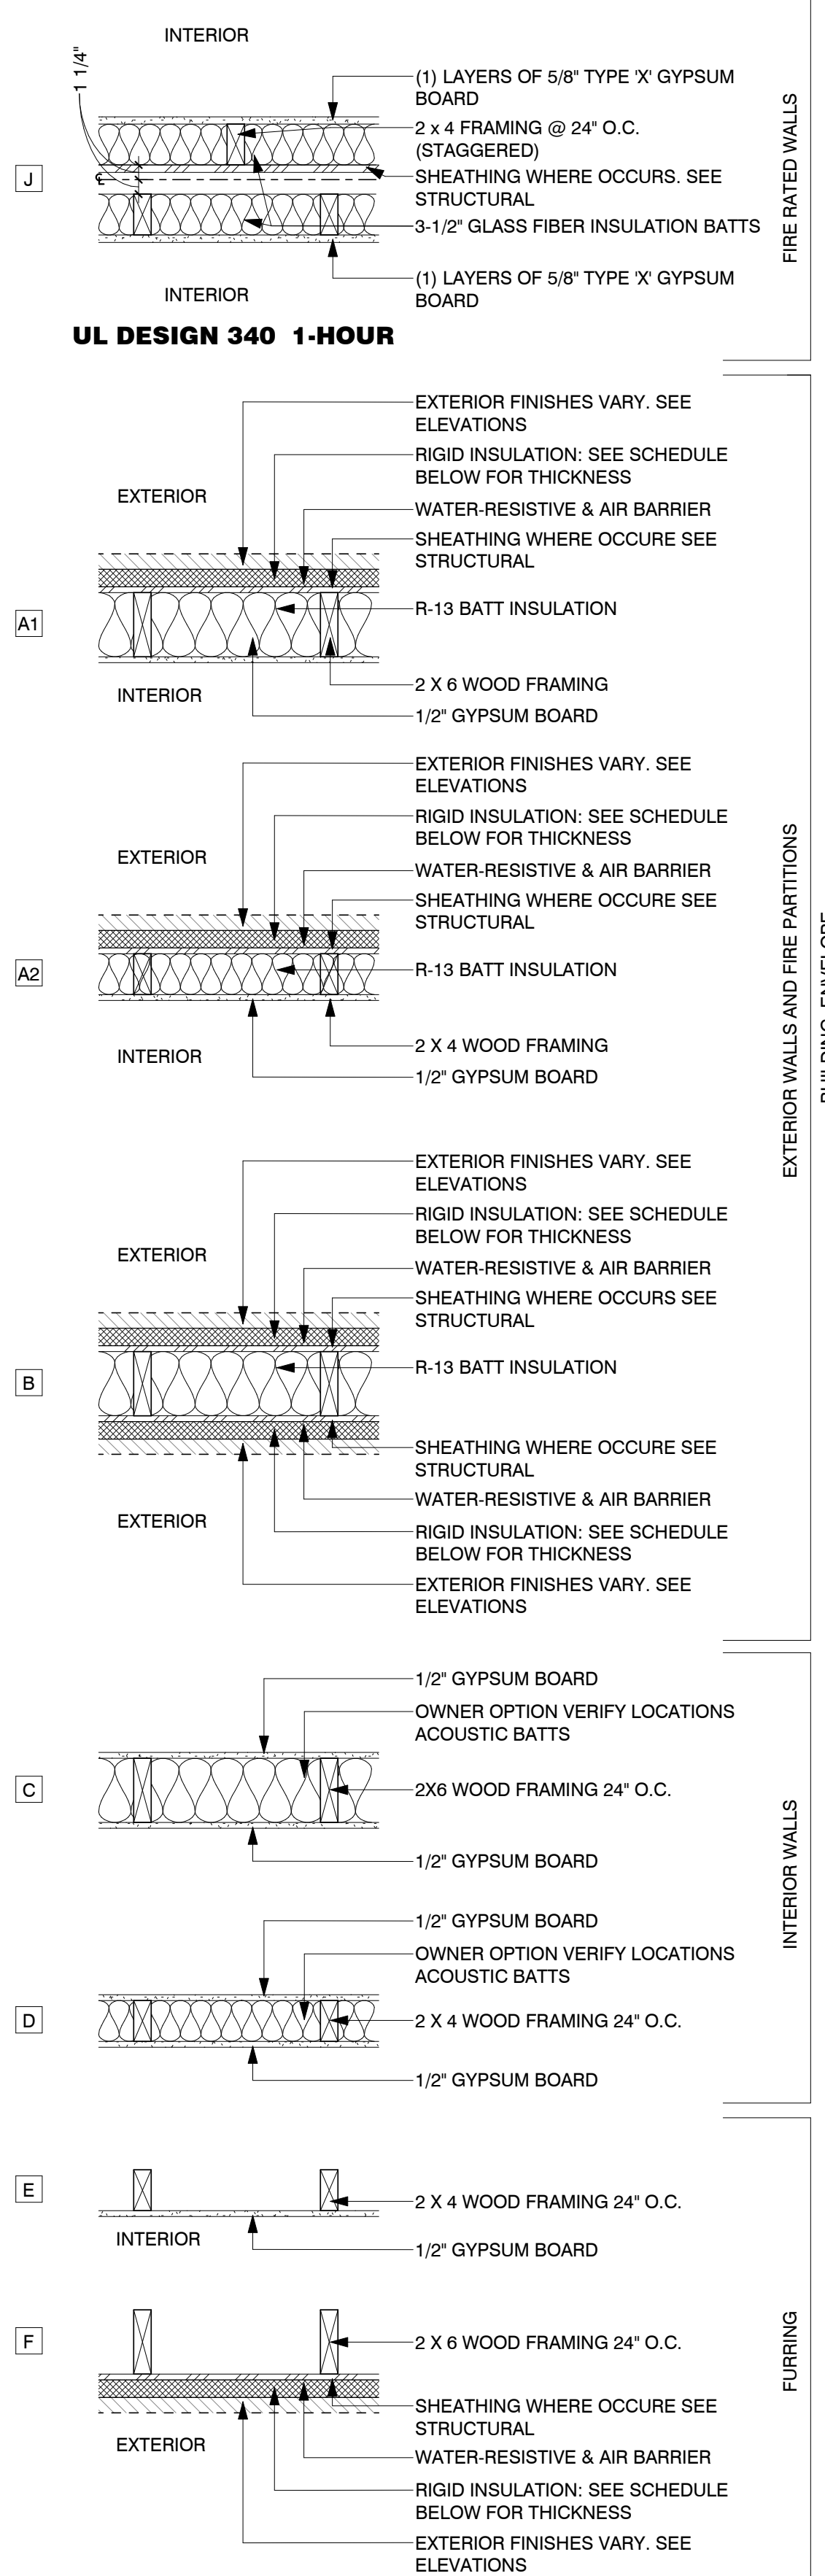 INTERIOR
1 1/4"
(1) LAYERS OF 5/8" TYPE 'X' GYPSUM
BOARD
2 x 4 FRAMING @ 24" O.C.
(STAGGERED)
J
SHEATHING WHERE OCCURS. SEE
STRUCTURAL
3-1/2" GLASS FIBER INSULATION BATTS
(1) LAYERS OF 5/8" TYPE 'X' GYPSUM
BOARD
INTERIOR
UL DESIGN 340 1-HOUR
FIRE RATED WALLS
EXTERIOR FINISHES VARY. SEE
ELEVATIONS
RIGID INSULATION: SEE SCHEDULE
BELOW FOR THICKNESS
EXTERIOR
WATER-RESISTIVE & AIR BARRIER
SHEATHING WHERE OCCURE SEE
STRUCTURAL
A1
R-13 BATT INSULATION
INTERIOR
2 X 6 WOOD FRAMING
1/2" GYPSUM BOARD
EXTERIOR FINISHES VARY. SEE
ELEVATIONS
RIGID INSULATION: SEE SCHEDULE
BELOW FOR THICKNESS
EXTERIOR
WATER-RESISTIVE & AIR BARRIER
SHEATHING WHERE OCCURE SEE
STRUCTURAL
A2
R-13 BATT INSULATION
INTERIOR
2 X 4 WOOD FRAMING
1/2" GYPSUM BOARD
EXTERIOR WALLS AND FIRE PARTITIONS
EXTERIOR FINISHES VARY. SEE
ELEVATIONS
RIGID INSULATION: SEE SCHEDULE
BELOW FOR THICKNESS
EXTERIOR
WATER-RESISTIVE & AIR BARRIER
SHEATHING WHERE OCCURS SEE
STRUCTURAL
B
R-13 BATT INSULATION
SHEATHING WHERE OCCURE SEE
STRUCTURAL
WATER-RESISTIVE & AIR BARRIER
EXTERIOR
RIGID INSULATION: SEE SCHEDULE
BELOW FOR THICKNESS
EXTERIOR FINISHES VARY. SEE
ELEVATIONS
1/2" GYPSUM BOARD
OWNER OPTION VERIFY LOCATIONS
ACOUSTIC BATTS
C
2X6 WOOD FRAMING 24" O.C.
1/2" GYPSUM BOARD
INTERIOR WALLS
1/2" GYPSUM BOARD
OWNER OPTION VERIFY LOCATIONS
ACOUSTIC BATTS
D
2 X 4 WOOD FRAMING 24" O.C.
1/2" GYPSUM BOARD
E
2 X 4 WOOD FRAMING 24" O.C.
INTERIOR
1/2" GYPSUM BOARD
F
2 X 6 WOOD FRAMING 24" O.C.
FURRING
SHEATHING WHERE OCCURE SEE
STRUCTURAL
EXTERIOR
WATER-RESISTIVE & AIR BARRIER
RIGID INSULATION: SEE SCHEDULE
BELOW FOR THICKNESS
EXTERIOR FINISHES VARY. SEE
ELEVATIONS